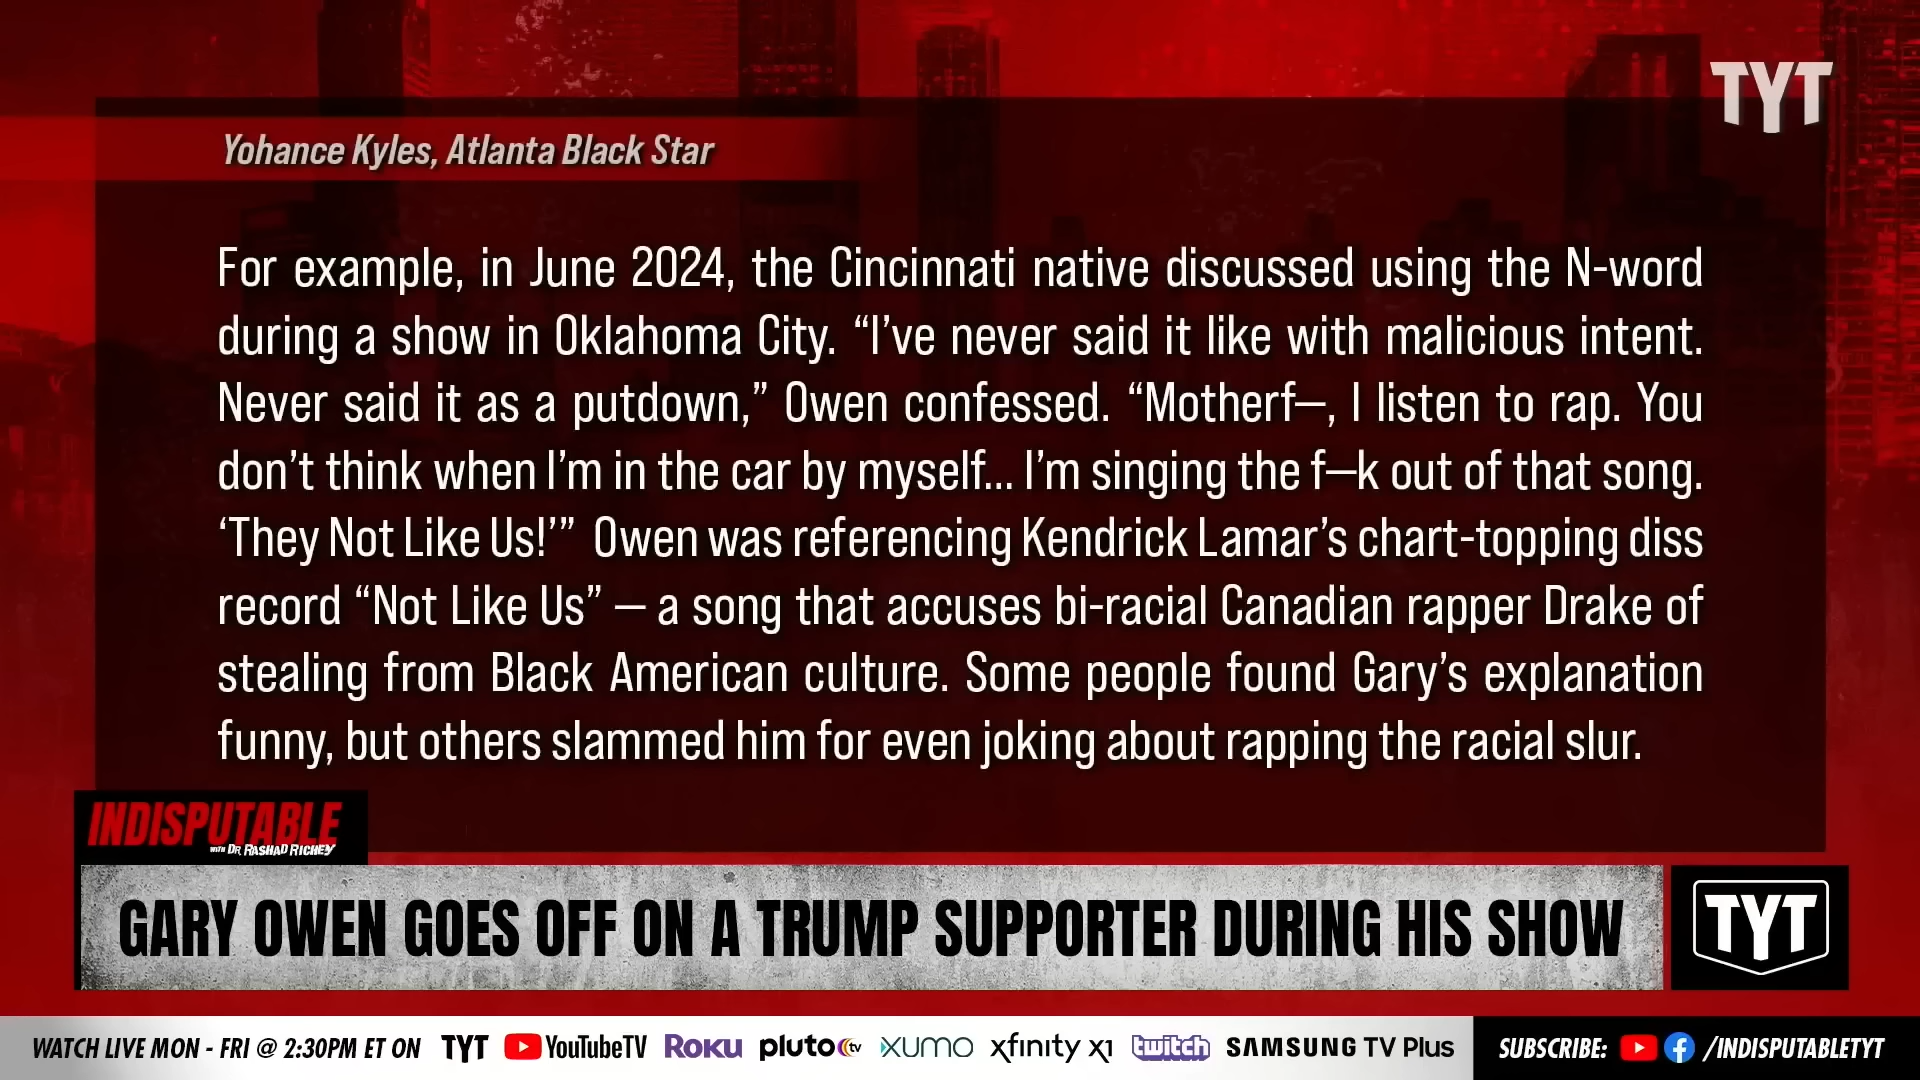 TYT
Yohance Kyles, Atlanta Black Star
For example, in June 2024, the Cincinnati native discussed using the N-word
during a show in Oklahoma City. “I’ve never said it like with malicious intent.
Never said it as a putdown,” Owen confessed. “Motherf—, I listen to rap. You
don’t think when I’m in the car by myself... I’m singing the f—k out of that song.
‘They Not Like Us!’” Owen was referencing Kendrick Lamar’s chart-topping diss
record “Not Like Us” — a song that accuses bi-racial Canadian rapper Drake of
stealing from Black American culture. Some people found Gary’s explanation
funny, but others slammed him for even joking about rapping the racial slur.
INDISPUTABLE
WITH DR RASHAD RICHEY
GARY OWEN GOES OFF ON A TRUMP SUPPORTER DURING HIS SHOW
TYT
WATCH LIVE MON - FRI @ 2:30PM ET ON TYT YouTubeTV ROKU pluto tv XUMO xfinity x1 twitch SAMSUNG TV Plus SUBSCRIBE: /INDISPUTABLETYT